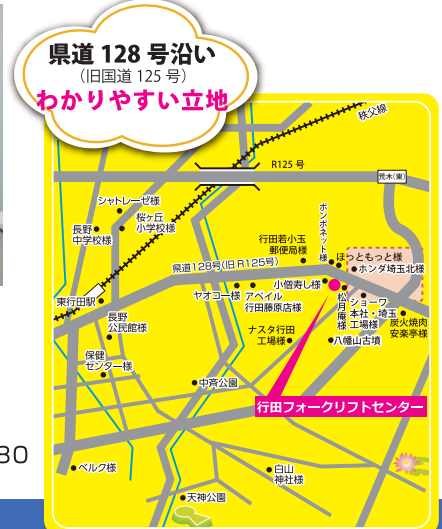 県道 128 号沿い
（旧国道 125 号）
わかりやすい立地
秩父線
R125 号
荒木（東）
シャトレーゼ様
桜ヶ丘
小学校様
長野
中学校様
ボンボネット様
行田若小玉
郵便局様
ほっともっと様
ホンダ埼玉北様
県道128号（旧 R125号）
東行田駅
ヤオコー様
アベイル
行田藤原店様
小僧寿し様
松月庵様
ショーワ
本社・埼玉
工場様
炭火焼肉
安楽亭様
長野
公民館様
ナスタ行田
工場様
八幡山古墳
保健
センター様
中斉公園
行田フォークリフトセンター
30
ベルク様
白山
神社様
天神公園